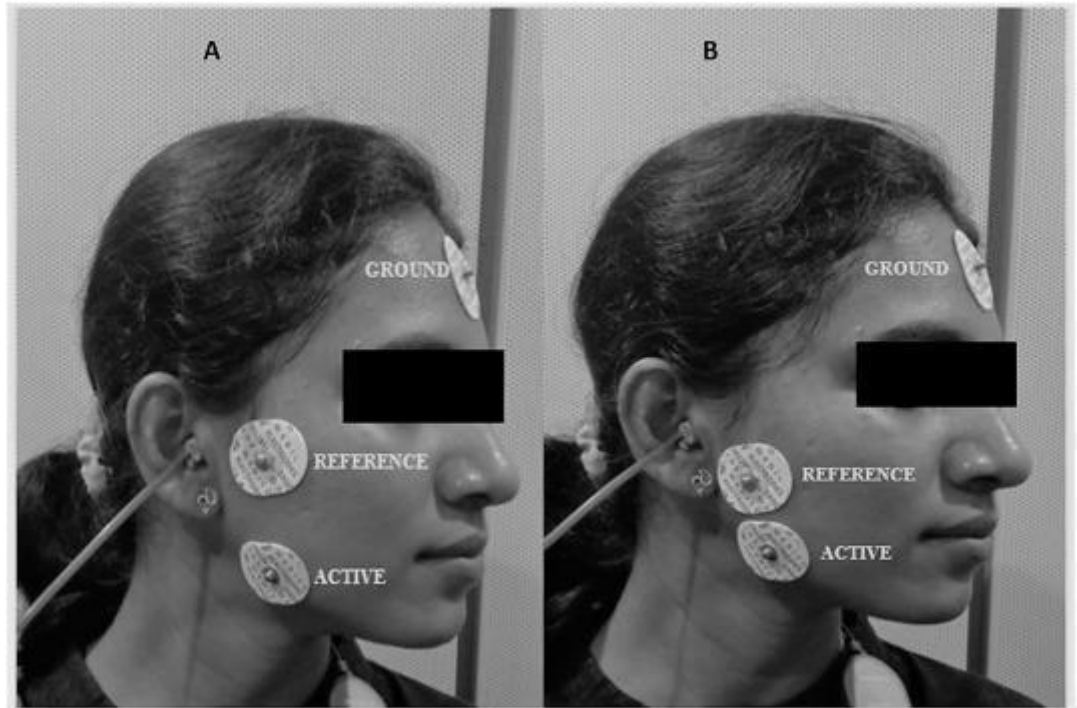 A
B
GROUND
GROUND
REFERENCE
REFERENCE
ACTIVE
ACTIVE